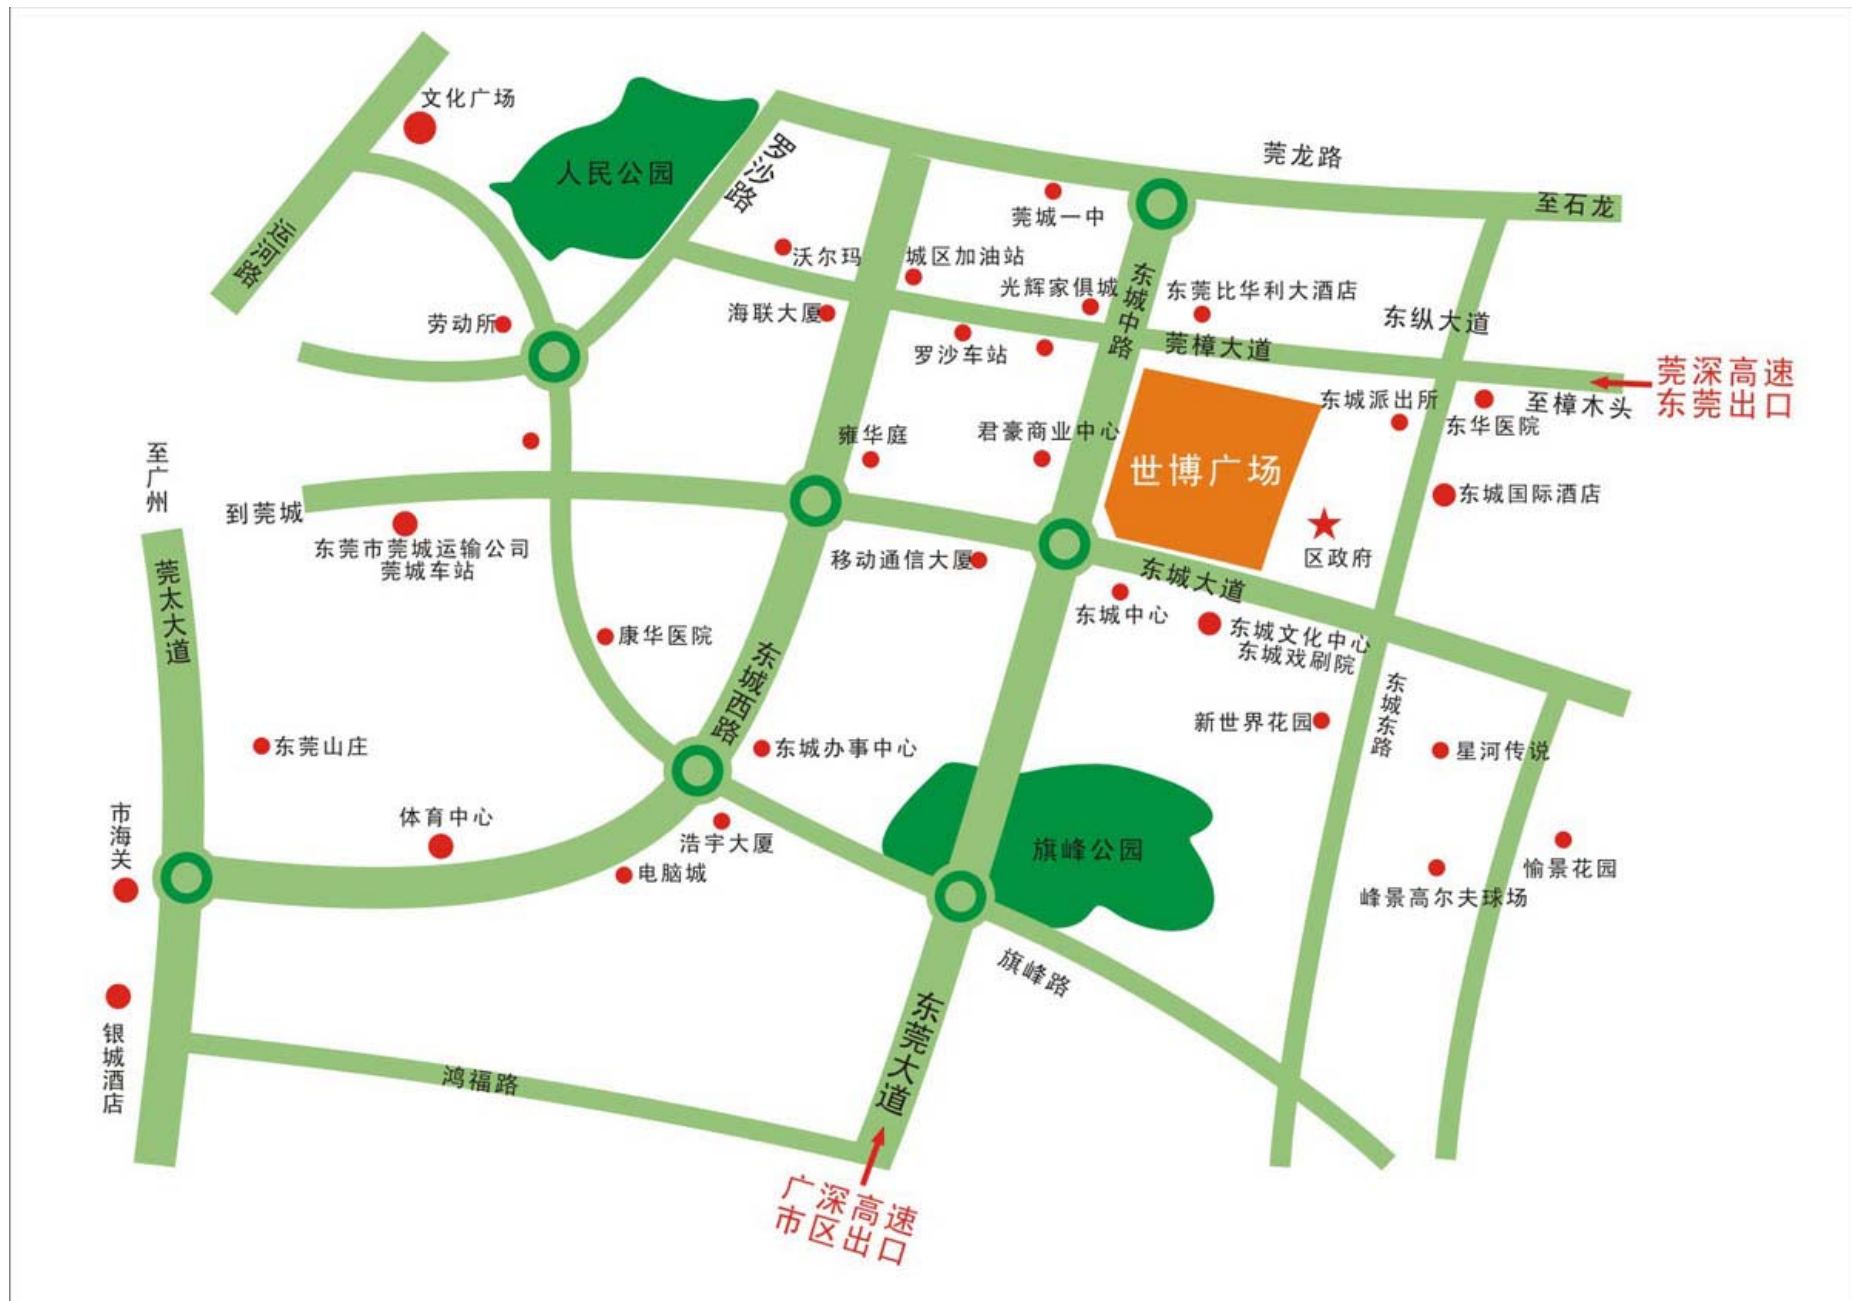 文化广场
人民公园
罗沙路
莞龙路
至石龙
运河路
莞城一中
沃尔玛
城区加油站
光辉家俱城
东城中路
东莞比华利大酒店
东纵大道
劳动所
海联大厦
罗沙车站
莞樟大道
莞深高速
东莞出口
至樟木头
东城派出所
东华医院
至广州
雍华庭
君豪商业中心
世博广场
东城国际酒店
到莞城
东莞市莞城运输公司
莞城车站
移动通信大厦
区政府
东城大道
莞太大道
东城中心
东城文化中心
东城戏刷院
康华医院
东城西路
东城东路
新世界花园
星河传说
东莞山庄
东城办事中心
市海关
体育中心
浩宇大厦
电脑城
旗峰公园
愉景花园
峰景高尔夫球场
旗峰路
银城酒店
东莞大道
鸿福路
广深高速
市区出口